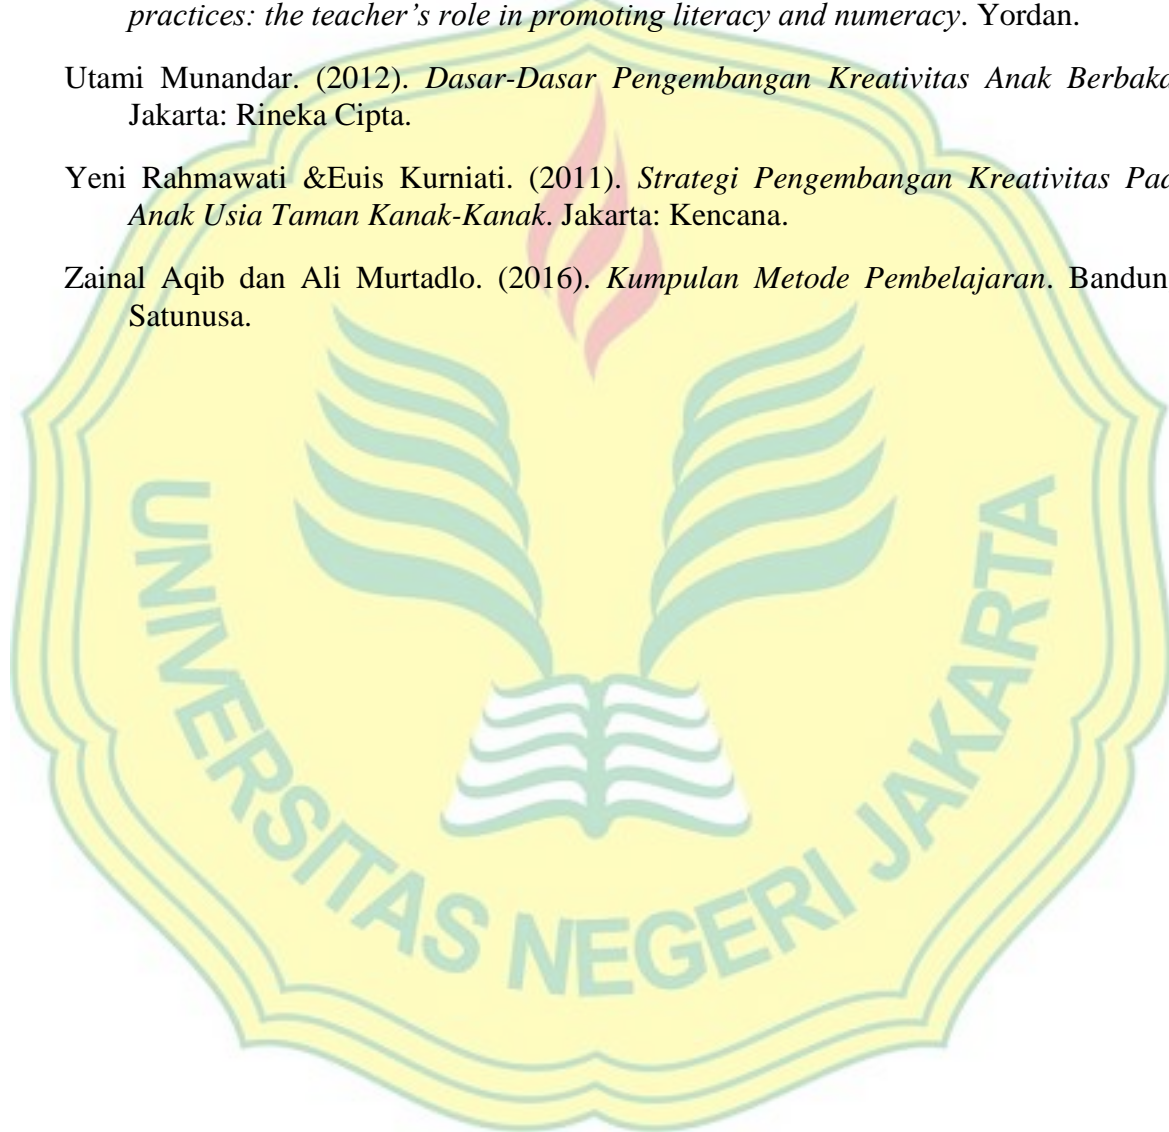 practices: the teacher’s role in promoting literacy and numeracy. Yordan.
Utami Munandar. (2012). Dasar-Dasar Pengembangan Kreativitas Anak Berbaka
Jakarta: Rineka Cipta.
Yeni Rahmawati &Euis Kurniati. (2011). Strategi Pengembangan Kreativitas Pad
Anak Usia Taman Kanak-Kanak. Jakarta: Kencana.
Zainal Aqib dan Ali Murtadlo. (2016). Kumpulan Metode Pembelajaran. Bandun
Satunusa.
UNIVERSITAS NEGERI JAKARTA